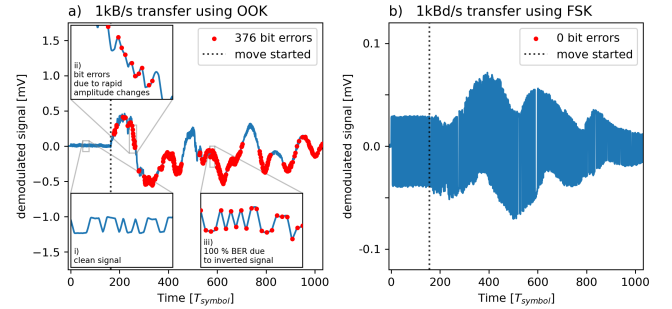 a) 1kB/s transfer using OOK
376 bit errors
move started
ii)
bit errors
due to rapid
amplitude changes
i)
clean signal
iii)
100 % BER due
to inverted signal
demodulated signal [mV]
1.5
1.0
0.5
0.0
−0.5
−1.0
−1.5
0 200 400 600 800 1000
Time [T_symbol]
b) 1kBd/s transfer using FSK
0 bit errors
move started
demodulated signal [mV]
0.1
0.0
-0.1
0 200 400 600 800 1000
Time [T_symbol]